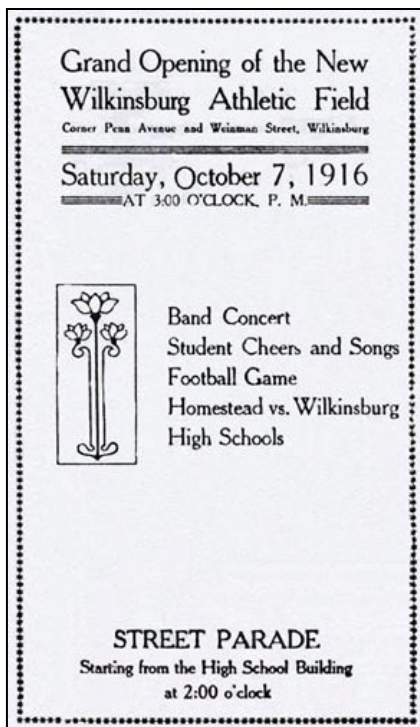 Grand Opening of the New
Wilkinsburg Athletic Field
Corner Penn Avenue and Weinman Street, Wilkinsburg
Saturday, October 7, 1916
AT 3:00 O'CLOCK, P. M.
Band Concert
Student Cheers and Songs
Football Game
Homestead vs. Wilkinsburg
High Schools
STREET PARADE
Starting from the High School Building
at 2:00 o'clock